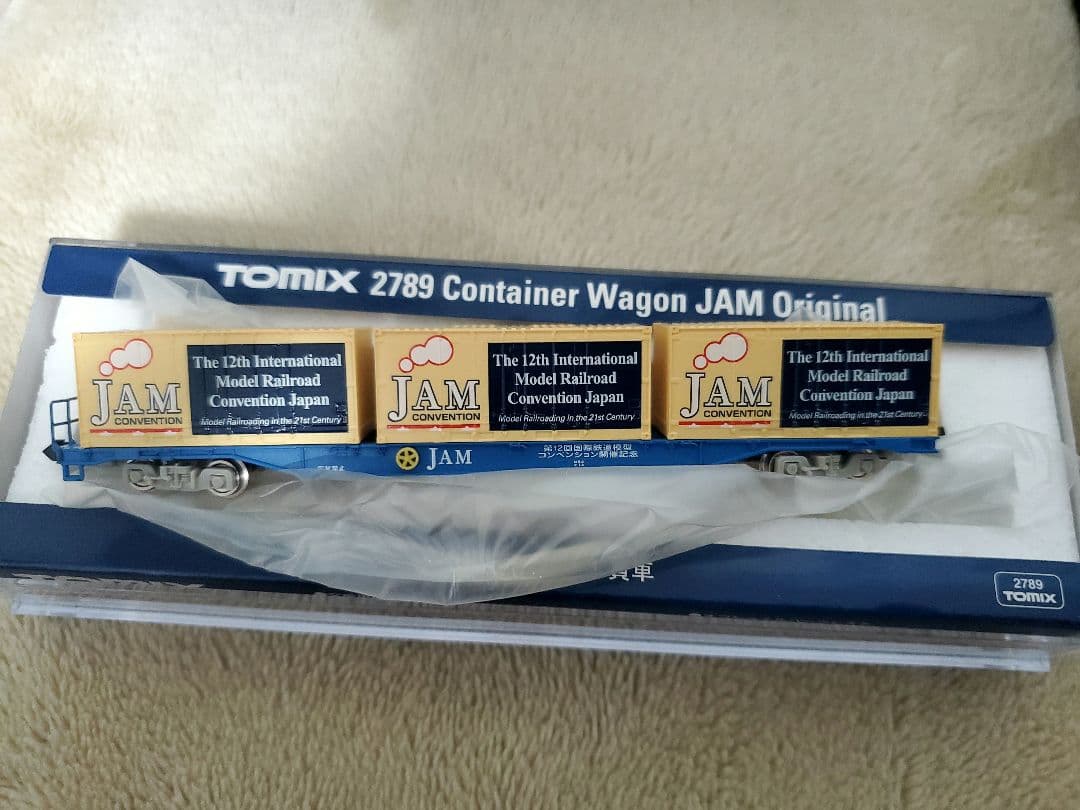 TOMIX 2789 Container Wagon JAM Original
JAM
CONVENTION
The 12th International
Model Railroad
Convention Japan
Model Railroading in the 21st Century
JAM
CONVENTION
The 12th International
Model Railroad
Convention Japan
Model Railroading in the 21st Century
JAM
CONVENTION
The 12th International
Model Railroad
Convention Japan
Model Railroading in the 21st Century
JAM
第12回国際鉄道模型
コンベンション開催記念
貨車
2789
TOMIX